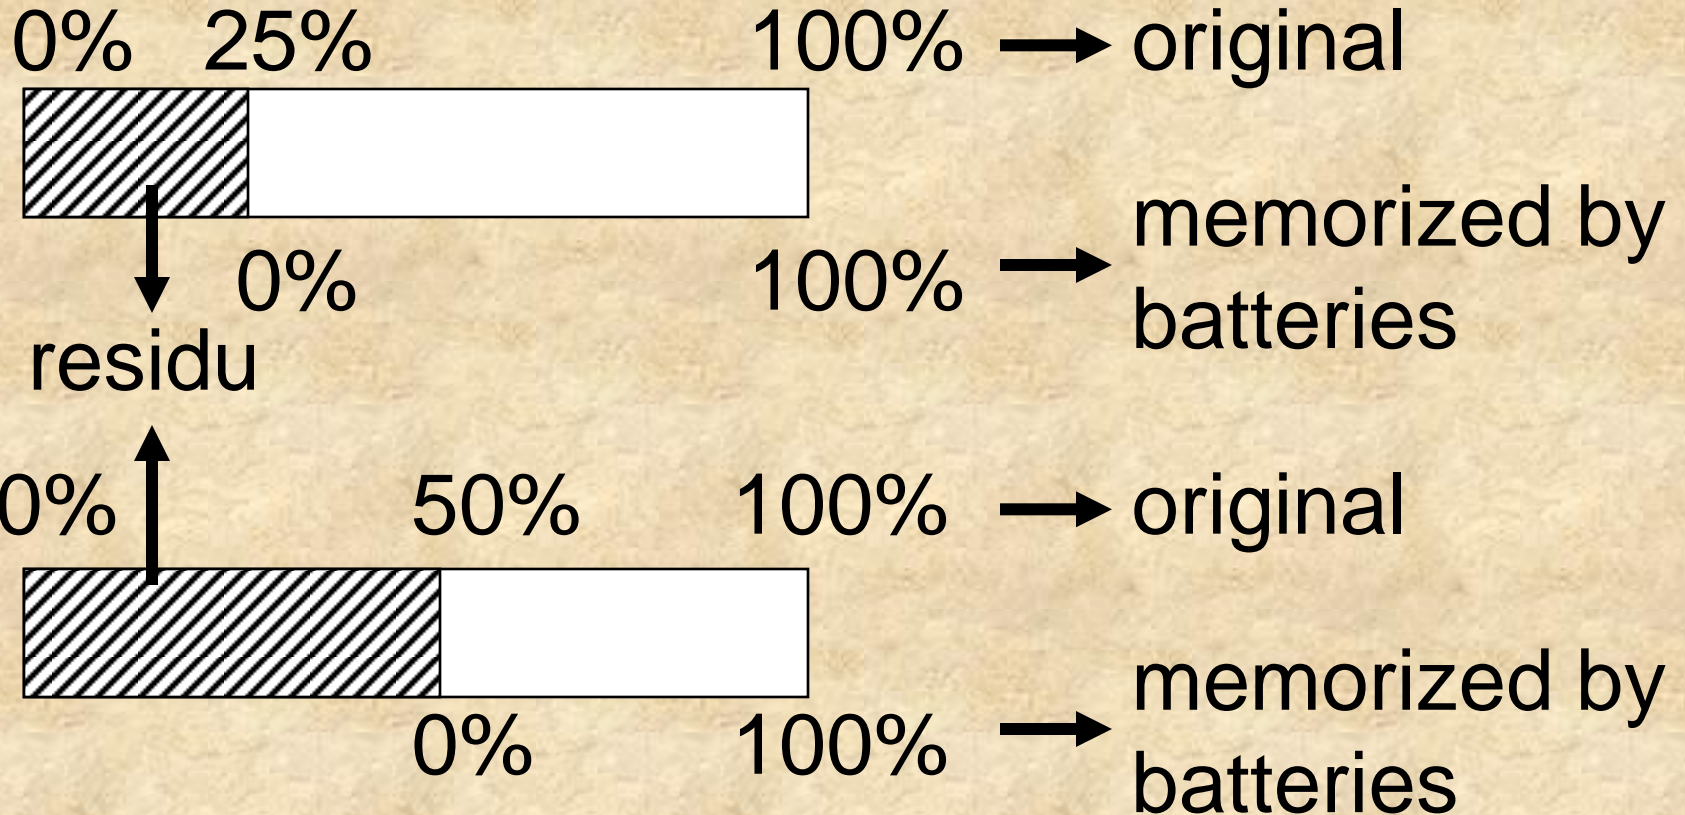 0% 25% 100% original
0% 100% memorized by
batteries
residu
0% 50% 100% original
0% 100% memorized by
batteries